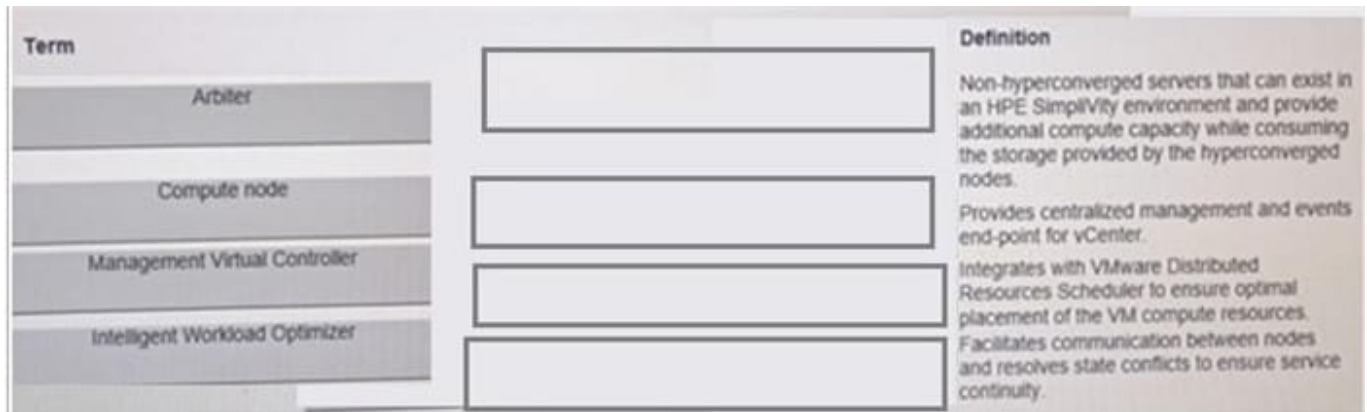 Term
Arbiter
Compute node
Management Virtual Controller
Intelligent Workload Optimizer
Definition
Non-hyperconverged servers that can exist in
an HPE SimpliVity environment and provide
additional compute capacity while consuming
the storage provided by the hyperconverged
nodes.
Provides centralized management and events
end-point for vCenter.
Integrates with VMware Distributed
Resources Scheduler to ensure optimal
placement of the VM compute resources.
Facilitates communication between nodes
and resolves state conflicts to ensure service
continuity.